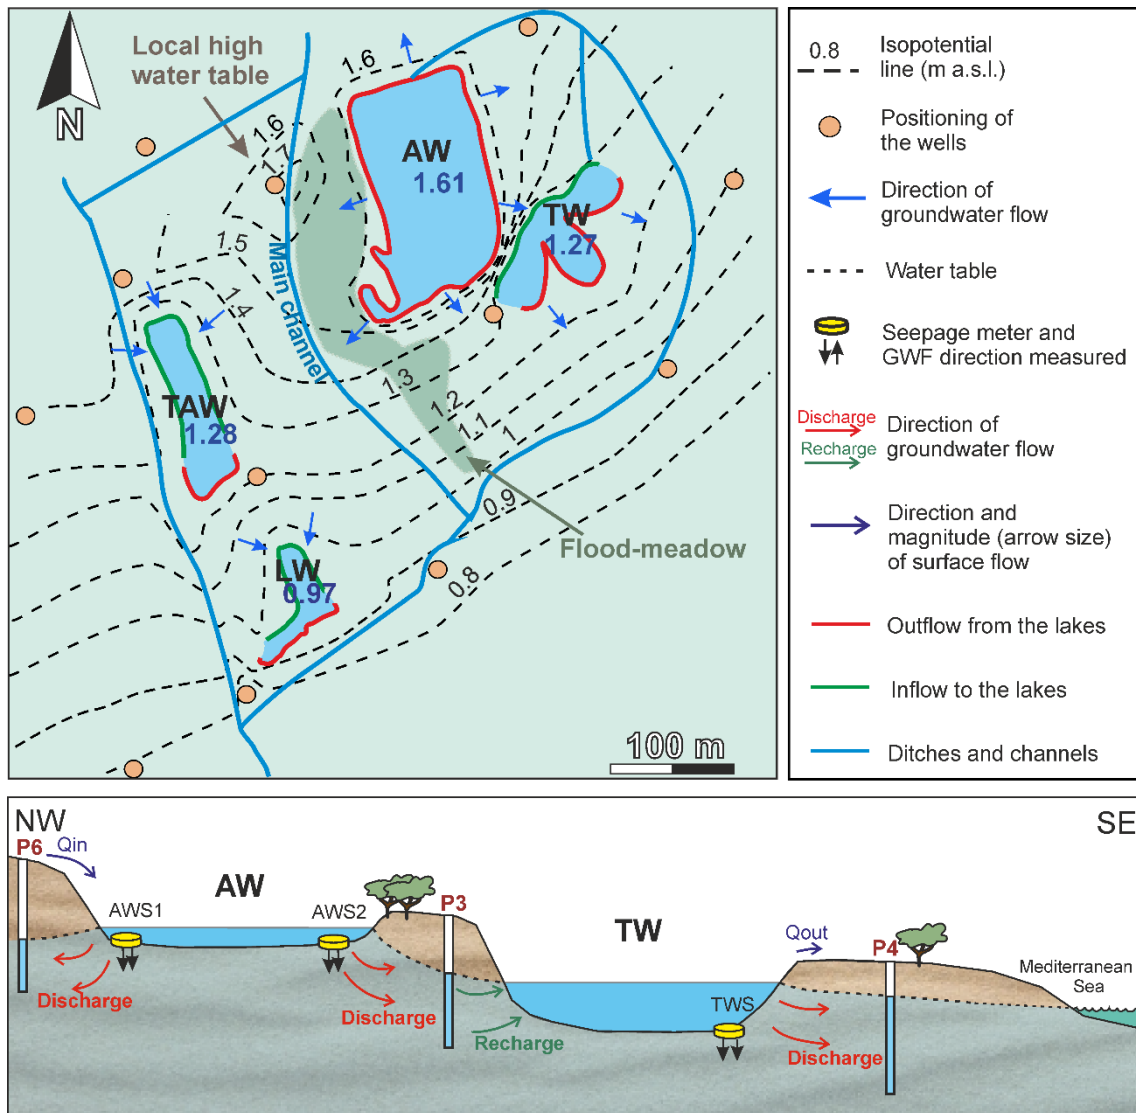 Local high
water table
N
1.6
1.6
1.7
AW
1.61
TW
1.27
1.5
1.4
Main channel
TAW
1.28
1.3
1.2
1.1
1
0.9
0.8
Flood-meadow
LW
0.97
100 m
0.8
Isopotential
line (m a.s.l.)
Positioning of
the wells
Direction of
groundwater flow
Water table
Seepage meter and
GWF direction measured
Discharge
Recharge
Direction of
groundwater flow
Direction and
magnitude (arrow size)
of surface flow
Outflow from the lakes
Inflow to the lakes
Ditches and channels
NW
SE
P6
Qin
AW
AWS1
AWS2
P3
TW
Qout
P4
Mediterranean
Sea
TWS
Discharge
Discharge
Recharge
Discharge